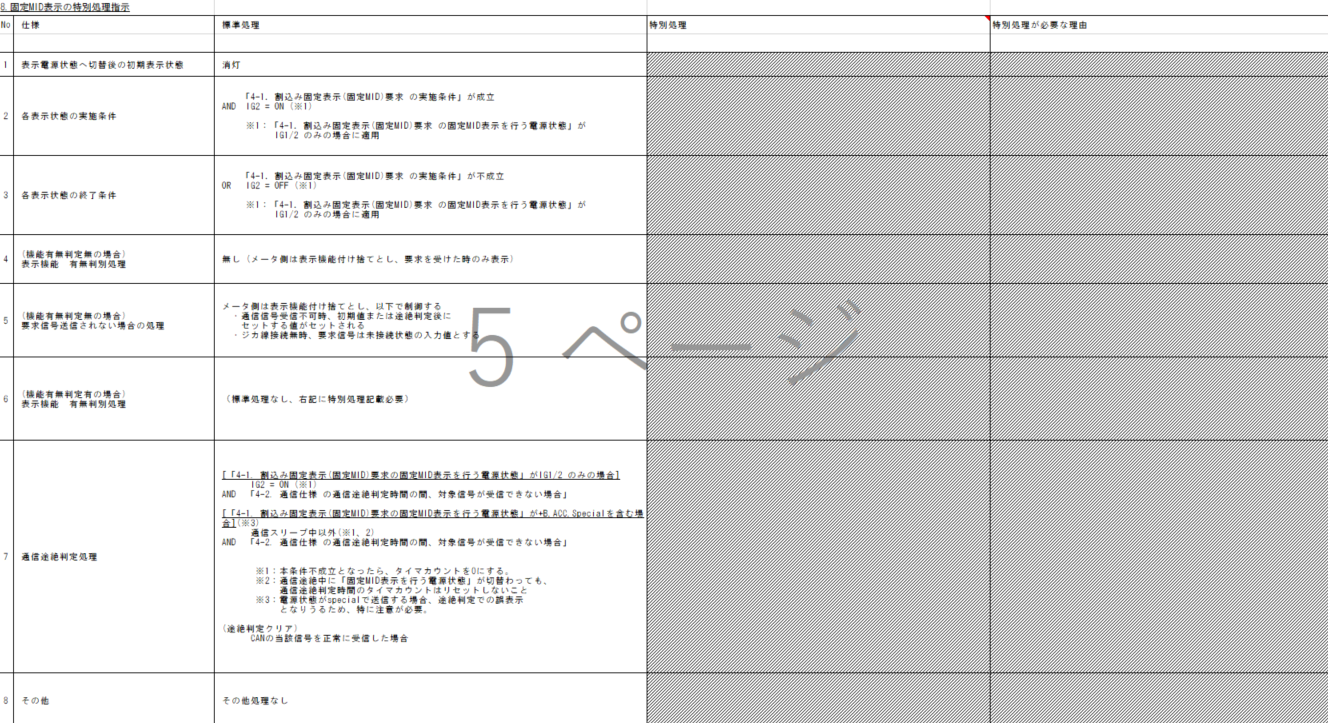 8.固定MID表示の特別処理指示
No 仕様 標準処理 特別処理 特別処理が必要な理由
1 表示電源状態へ切替後の初期表示状態 消灯
2 各表示状態の実施条件
「4-1. 割込み固定表示(固定MID)要求 の実施条件」が成立
AND IG2 = ON (※1)
※1:「4-1. 割込み固定表示(固定MID)要求 の固定MID表示を行う電源状態」が
IG1/2 のみの場合に適用
3 各表示状態の終了条件
「4-1. 割込み固定表示(固定MID)要求 の実施条件」が不成立
OR IG2 = OFF (※1)
※1:「4-1. 割込み固定表示(固定MID)要求 の固定MID表示を行う電源状態」が
IG1/2 のみの場合に適用
4 (機能有無判定無の場合)
表示機能 有無判別処理
無し（メータ側は表示機能付け捨てとし、要求を受けた時のみ表示）
5 (機能有無判定無の場合)
要求信号送信されない場合の処理
メータ側は表示機能付け捨てとし、以下で制御する
・通信信号受信不可時、初期値または途絶判定後に
セットする値がセットされる
・ジカ線接続無時、要求信号は未接続状態の入力値とする
6 (機能有無判定有の場合)
表示機能 有無判別処理
（標準処理なし、右記に特別処理記載必要）
7 通信途絶判定処理
[「4-1. 割込み固定表示(固定MID)要求の固定MID表示を行う電源状態」がIG1/2 のみの場合]
IG2 = ON (※1)
AND 「4-2. 通信仕様 の通信途絶判定時間の間、対象信号が受信できない場合」
[「4-1. 割込み固定表示(固定MID)要求の固定MID表示を行う電源状態」が+B,ACC,Specialを含む場
合](※3)
通信スリープ中以外(※1、2)
AND 「4-2. 通信仕様 の通信途絶判定時間の間、対象信号が受信できない場合」
※1：本条件不成立となったら、タイマカウントを0にする。
※2：通信途絶中に「固定MID表示を行う電源状態」が切替わっても、
通信途絶判定時間のタイマカウントはリセットしないこと
※3：電源状態がspecialで送信する場合、途絶判定での誤表示
となりうるため、特に注意が必要。
(途絶判定クリア)
CANの当該信号を正常に受信した場合
8 その他 その他処理なし
5 ページ